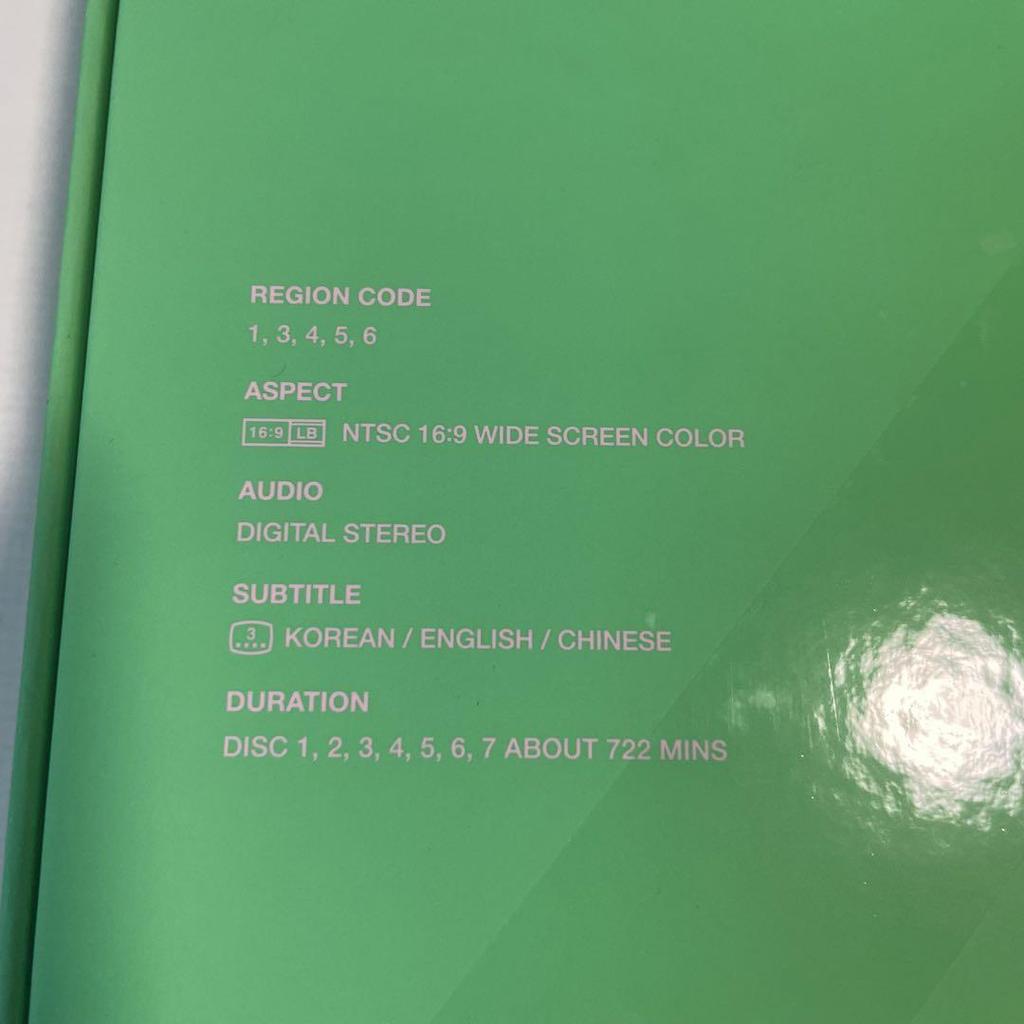 REGION CODE
1, 3, 4, 5, 6
ASPECT
16:9 LB NTSC 16:9 WIDE SCREEN COLOR
AUDIO
DIGITAL STEREO
SUBTITLE
3 KOREAN / ENGLISH / CHINESE
DURATION
DISC 1, 2, 3, 4, 5, 6, 7 ABOUT 722 MINS